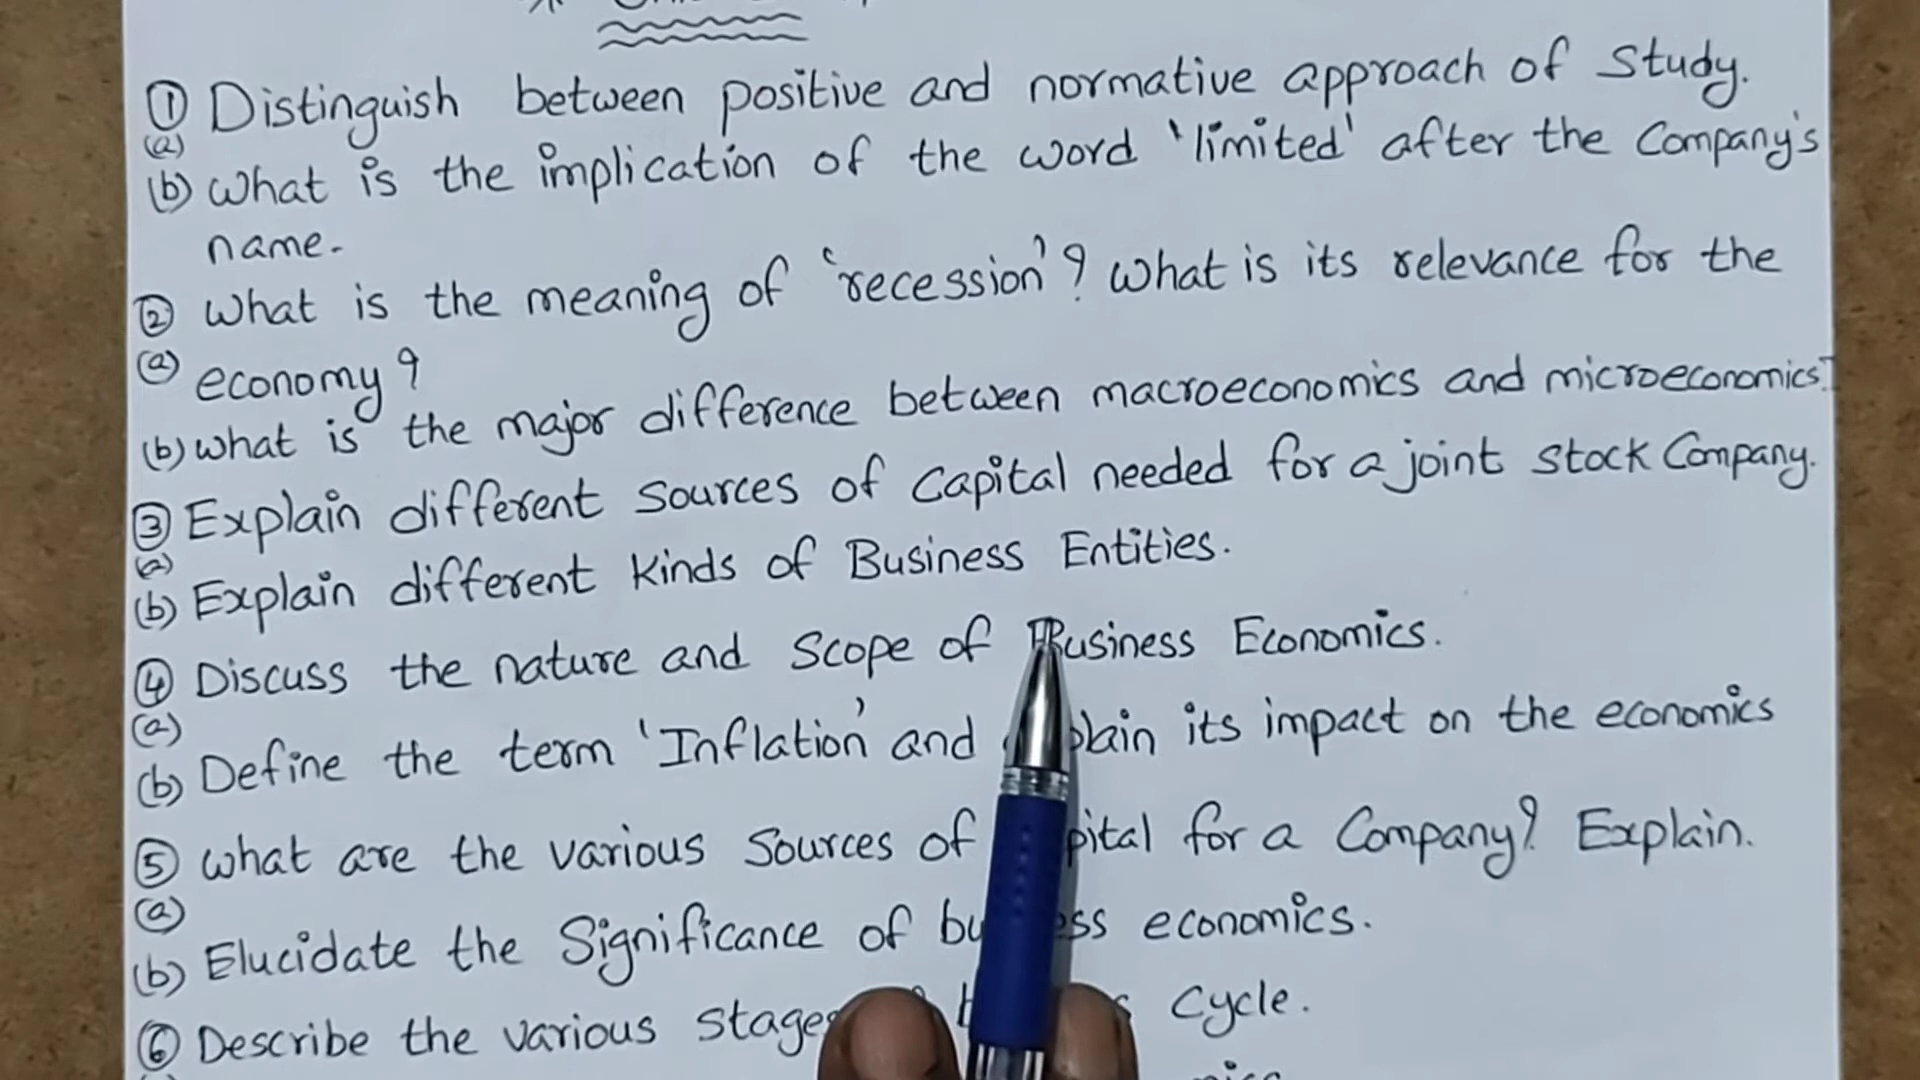 ① Distinguish between positive and normative approach of study.
(a)
(b) What is the implication of the word 'limited' after the Company's
name.
② What is the meaning of 'recession'? What is its relevance for the
(a) economy?
(b) What is the major difference between macroeconomics and microeconomics?
③ Explain different sources of capital needed for a joint stock Company.
(a)
(b) Explain different kinds of Business Entities.
④ Discuss the nature and scope of Business Economics.
(a)
(b) Define the term 'Inflation' and its impact on the economics
⑤ What are the various sources of for a Company? Explain.
(a)
(b) Elucidate the Significance of economics.
⑥ Describe the various Cycle.